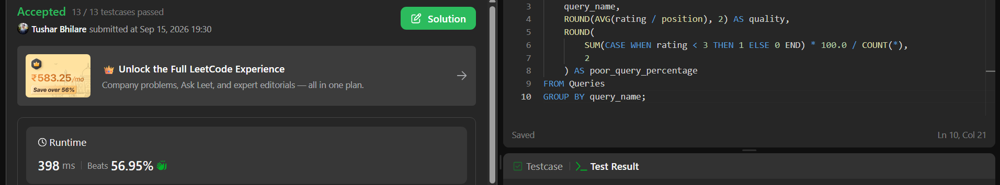 Accepted 13 / 13 testcases passed
Solution
Tushar Bhilare submitted at Sep 15, 2026 19:30
₹583.25/mo
Save over 56%
Unlock the Full LeetCode Experience
Company problems, Ask Leet, and expert editorials — all in one plan.
Runtime
398 ms | Beats 56.95%
3 query_name,
4 ROUND(AVG(rating / position), 2) AS quality,
5 ROUND(
6 SUM(CASE WHEN rating < 3 THEN 1 ELSE 0 END) * 100.0 / COUNT(*),
7 2
8 ) AS poor_query_percentage
9 FROM Queries
10 GROUP BY query_name;
Saved
Ln 10, Col 21
Testcase | >_ Test Result